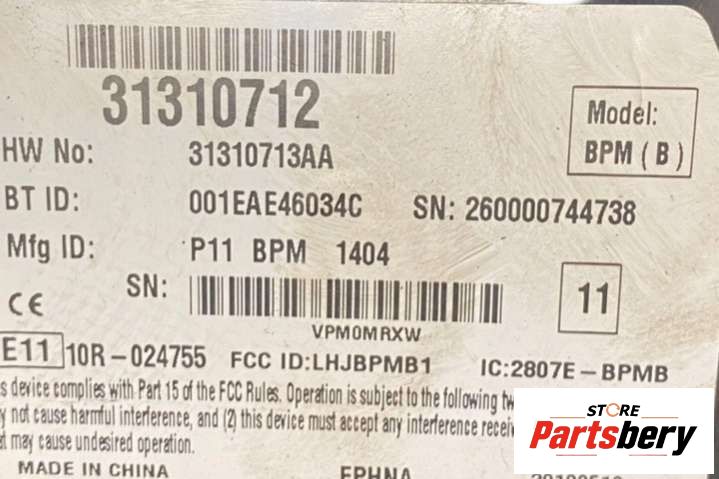 31310712
HW No: 31310713AA
Model:
BPM ( B )
BT ID: 001EAE46034C SN: 260000744738
Mfg ID: P11 BPM 1404
SN:
VPM0MRXW
11
CE
E11 10R-024755 FCC ID:LHJBPMB1 IC:2807E-BPMB
s device complies with Part 15 of the FCC Rules. Operation is subject to the following tw
y not cause harmful interference, and (2) this device must accept any interference receiv
at may cause undesired operation.
MADE IN CHINA
STORE
Partsbery